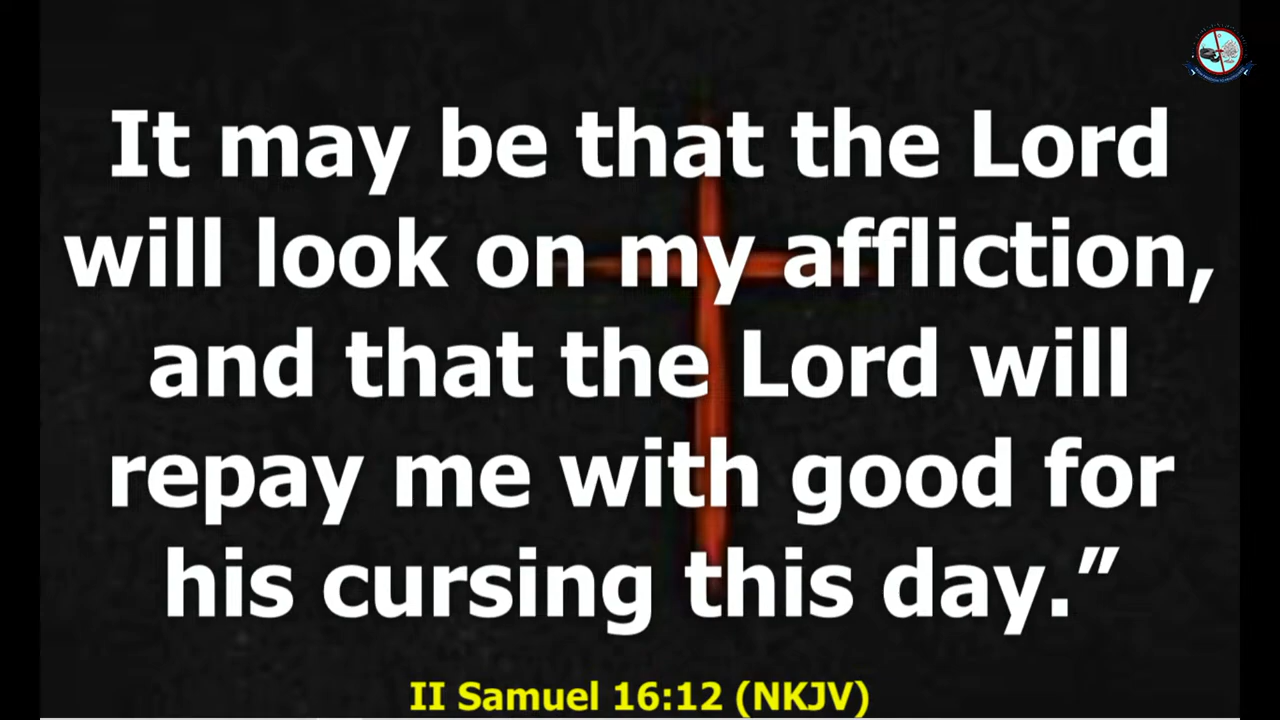 It may be that the Lord
will look on my affliction,
and that the Lord will
repay me with good for
his cursing this day.”
II Samuel 16:12 (NKJV)